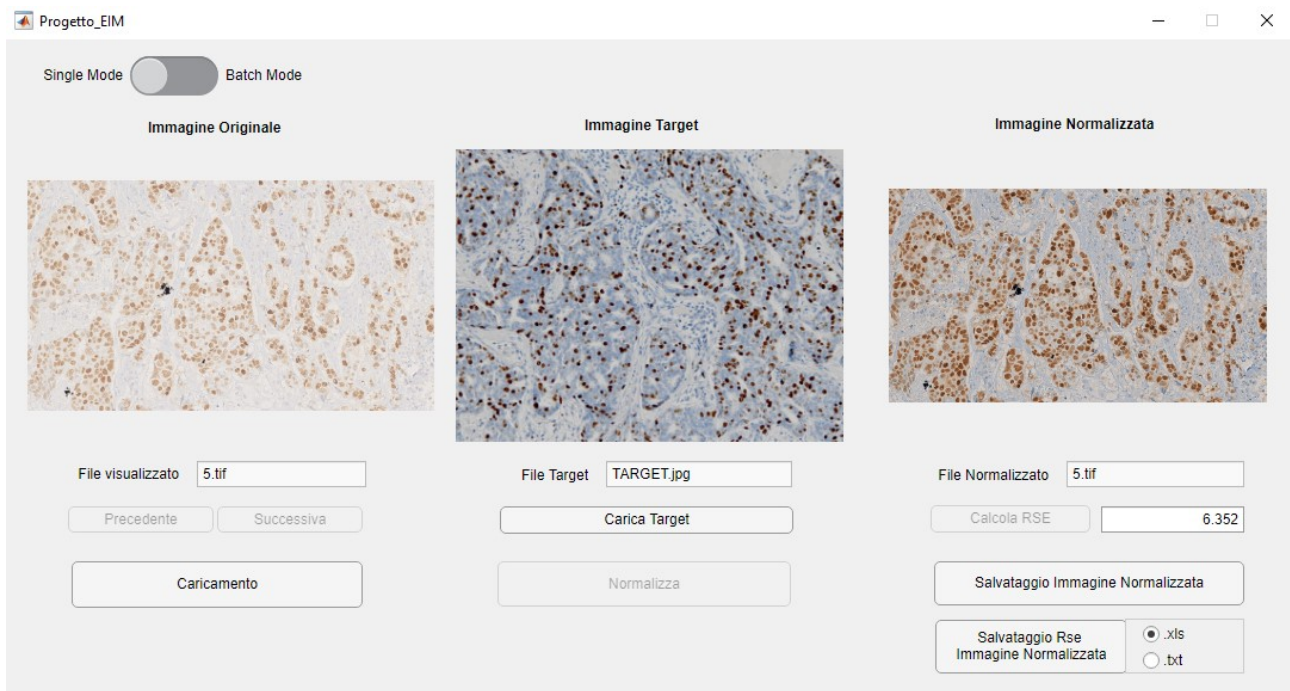 Progetto_EIM
Single Mode
Batch Mode
Immagine Originale
Immagine Target
Immagine Normalizzata
File visualizzato
5.tif
File Target
TARGET.jpg
File Normalizzato
5.tif
Precedente
Successiva
Carica Target
Calcola RSE
6.352
Caricamento
Normalizza
Salvataggio Immagine Normalizzata
Salvataggio Rse
Immagine Normalizzata
.xls
.txt